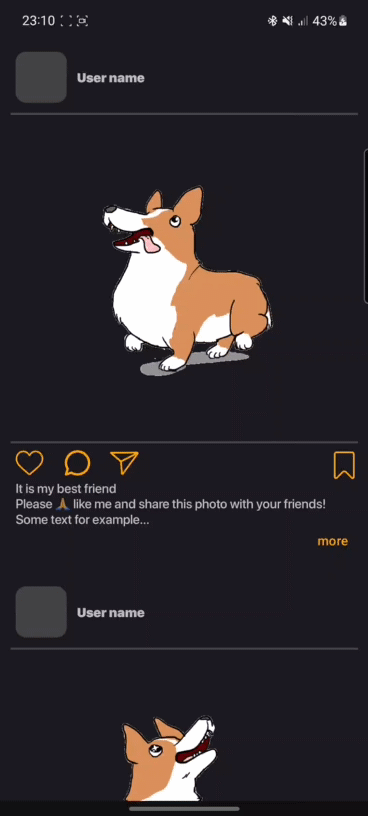 23:10
43%
User name
It is my best friend
Please 🙏 like me and share this photo with your friends!
Some text for example...
more
User name